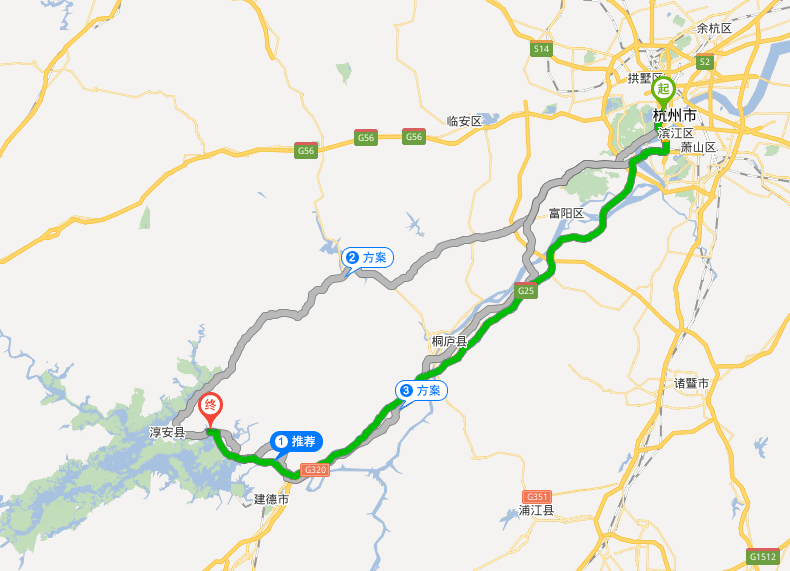 余杭区
S14
S2
拱墅区
起
杭州市
临安区
滨江区
G56
G56
G56
萧山区
富阳区
2 方案
G25
桐庐县
诸暨市
3 方案
终
淳安县
1 推荐
G320
建德市
G351
浦江县
G1512